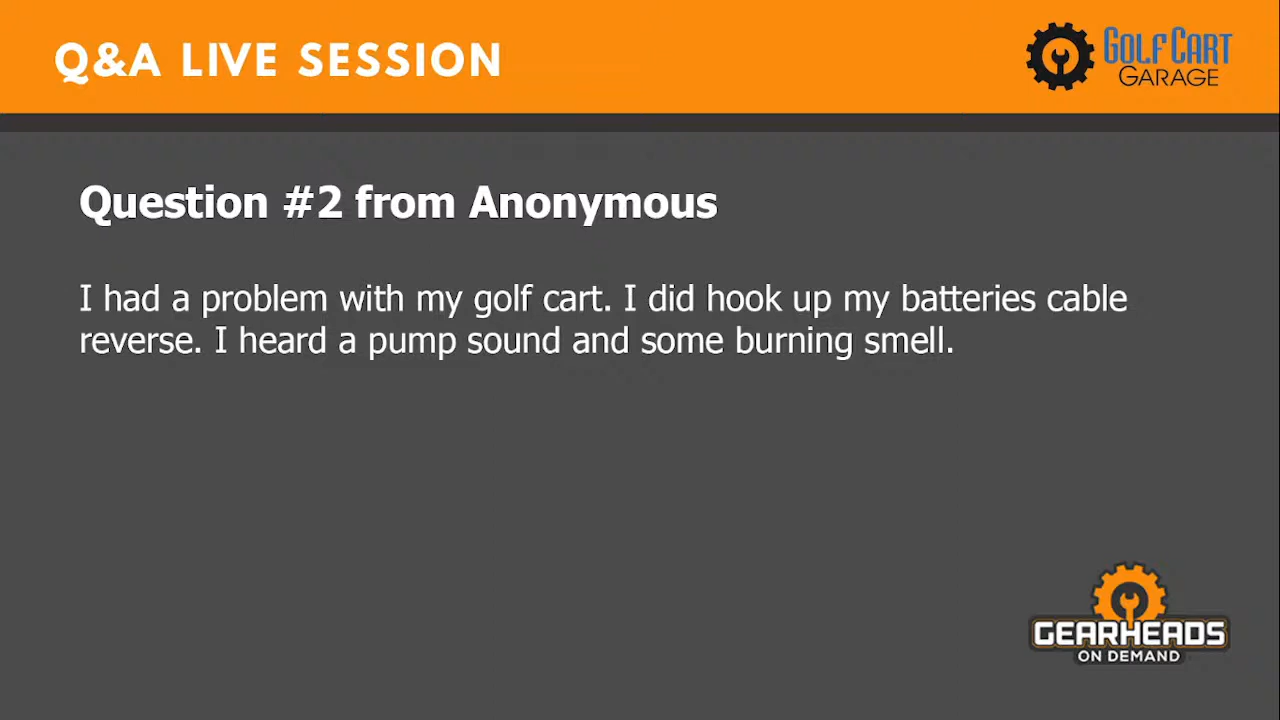 Q&A LIVE SESSION
GOLF CART
GARAGE
Question #2 from Anonymous
I had a problem with my golf cart. I did hook up my batteries cable
reverse. I heard a pump sound and some burning smell.
GEARHEADS
ON DEMAND